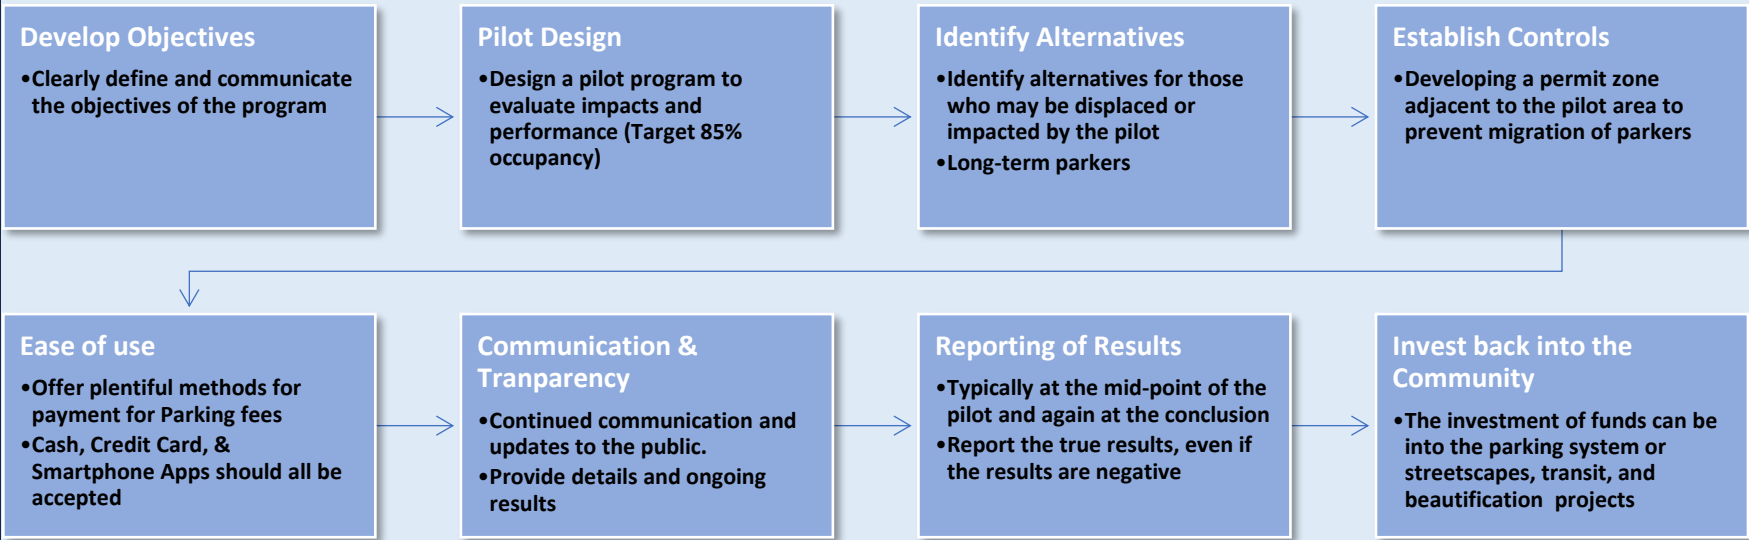 Develop Objectives
•Clearly define and communicate
the objectives of the program
Pilot Design
•Design a pilot program to
evaluate impacts and
performance (Target 85%
occupancy)
Identify Alternatives
•Identify alternatives for those
who may be displaced or
impacted by the pilot
•Long-term parkers
Establish Controls
•Developing a permit zone
adjacent to the pilot area to
prevent migration of parkers
Ease of use
•Offer plentiful methods for
payment for Parking fees
•Cash, Credit Card, &
Smartphone Apps should all be
accepted
Communication &
Tranparency
•Continued communication and
updates to the public.
•Provide details and ongoing
results
Reporting of Results
•Typically at the mid-point of the
pilot and again at the conclusion
•Report the true results, even if
the results are negative
Invest back into the
Community
•The investment of funds can be
into the parking system or
streetscapes, transit, and
beautification projects